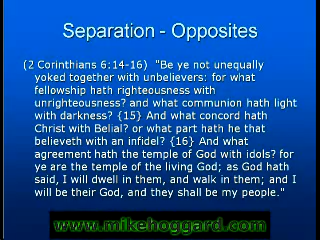 Separation - Opposites
(2 Corinthians 6:14-16) "Be ye not unequally
yoked together with unbelievers: for what
fellowship hath righteousness with
unrighteousness? and what communion hath light
with darkness? {15} And what concord hath
Christ with Belial? or what part hath he that
believeth with an infidel? {16} And what
agreement hath the temple of God with idols? for
ye are the temple of the living God; as God hath
said, I will dwell in them, and walk in them; and I
will be their God, and they shall be my people."
www.mikehoggard.com